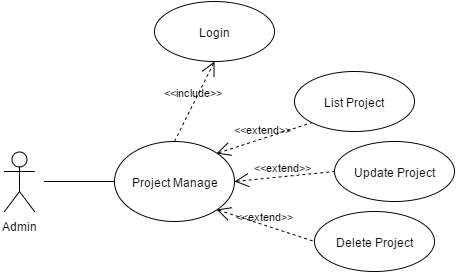 Login
<<include>>
List Project
<<extend>>
<<extend>>
Update Project
Project Manage
<<extend>>
Admin
Delete Project